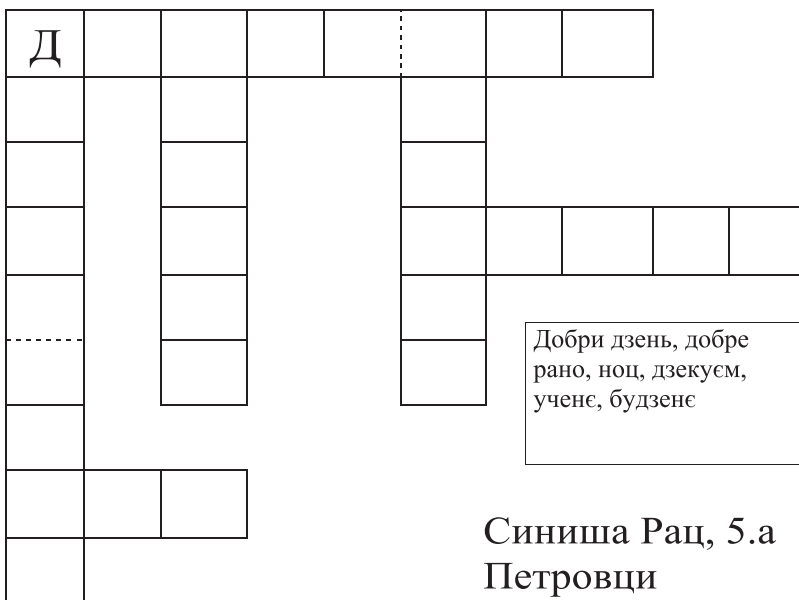 Д
Добри дзень, добре
рано, ноц, дзекуєм,
ученє, будзенє
Синиша Рац, 5.а
Петровци